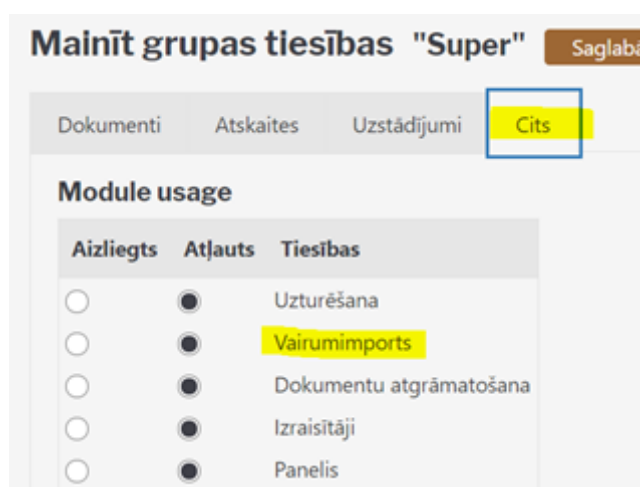 Mainīt grupas tiesības "Super"
Dokumenti Atskaites Uzstādījumi Cits
Module usage
Aizliegts Atļauts Tiesības
Uzturēšana
Vairumimports
Dokumentu atgrāmatošana
Izraisītāji
Panelis